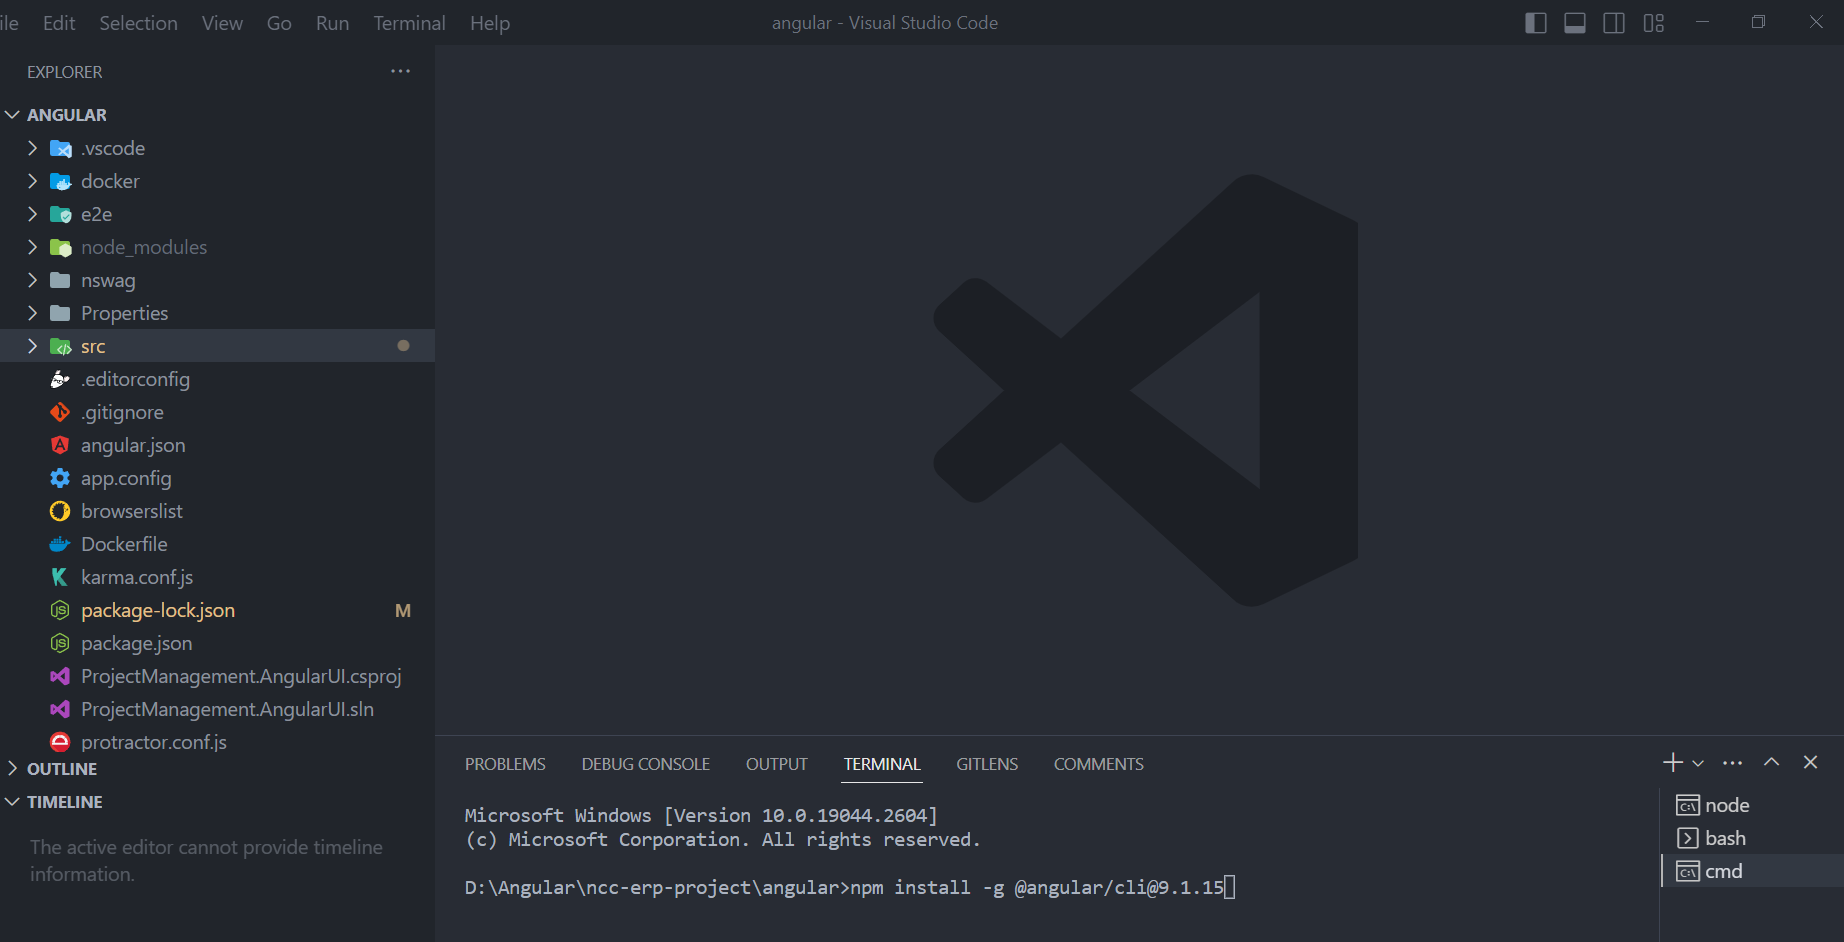 ile Edit Selection View Go Run Terminal Help
angular - Visual Studio Code
EXPLORER
ANGULAR
.vscode
docker
e2e
node_modules
nswag
Properties
src
.editorconfig
.gitignore
angular.json
app.config
browserslist
Dockerfile
karma.conf.js
package-lock.json M
package.json
ProjectManagement.AngularUI.csproj
ProjectManagement.AngularUI.sln
protractor.conf.js
OUTLINE
TIMELINE
The active editor cannot provide timeline
information.
PROBLEMS DEBUG CONSOLE OUTPUT TERMINAL GITLENS COMMENTS
Microsoft Windows [Version 10.0.19044.2604]
(c) Microsoft Corporation. All rights reserved.
D:\Angular\ncc-erp-project\angular>npm install -g @angular/cli@9.1.15
node
bash
cmd